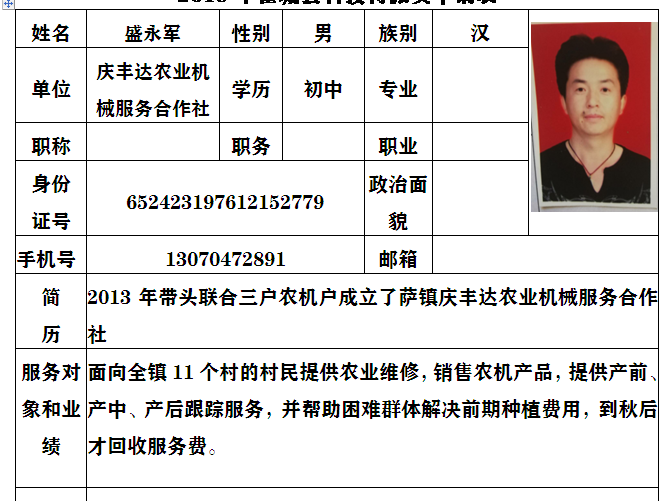 姓名 盛永军 性别 男 族别 汉
单位 庆丰达农业机械服务合作社 学历 初中 专业
职称 职务 职业
身份证号 652423197612152779 政治面貌
手机号 13070472891 邮箱
简历 2013 年带头联合三户农机户成立了萨镇庆丰达农业机械服务合作
社
服务对象和业绩 面向全镇 11 个村的村民提供农业维修，销售农机产品，提供产前、
产中、产后跟踪服务，并帮助困难群体解决前期种植费用，到秋后
才回收服务费。